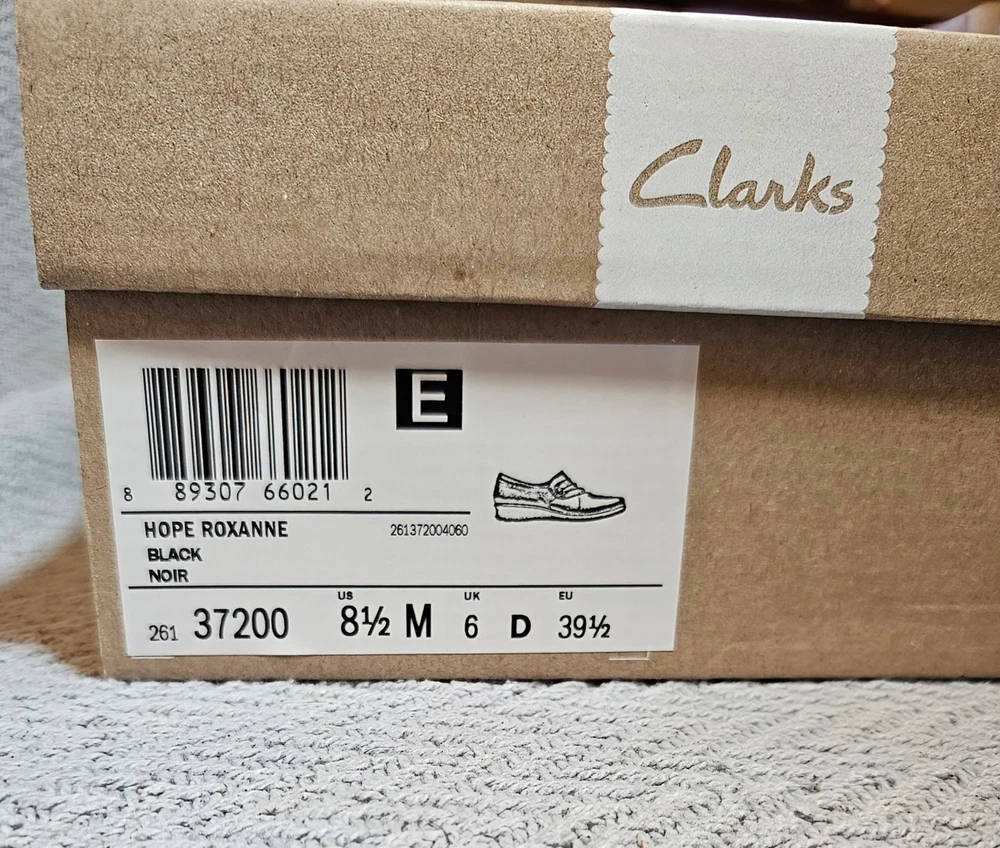 Clarks
E
8 89307 66021 2
HOPE ROXANNE 261372004060
BLACK
NOIR
US UK EU
261 37200 8½ M 6 D 39½